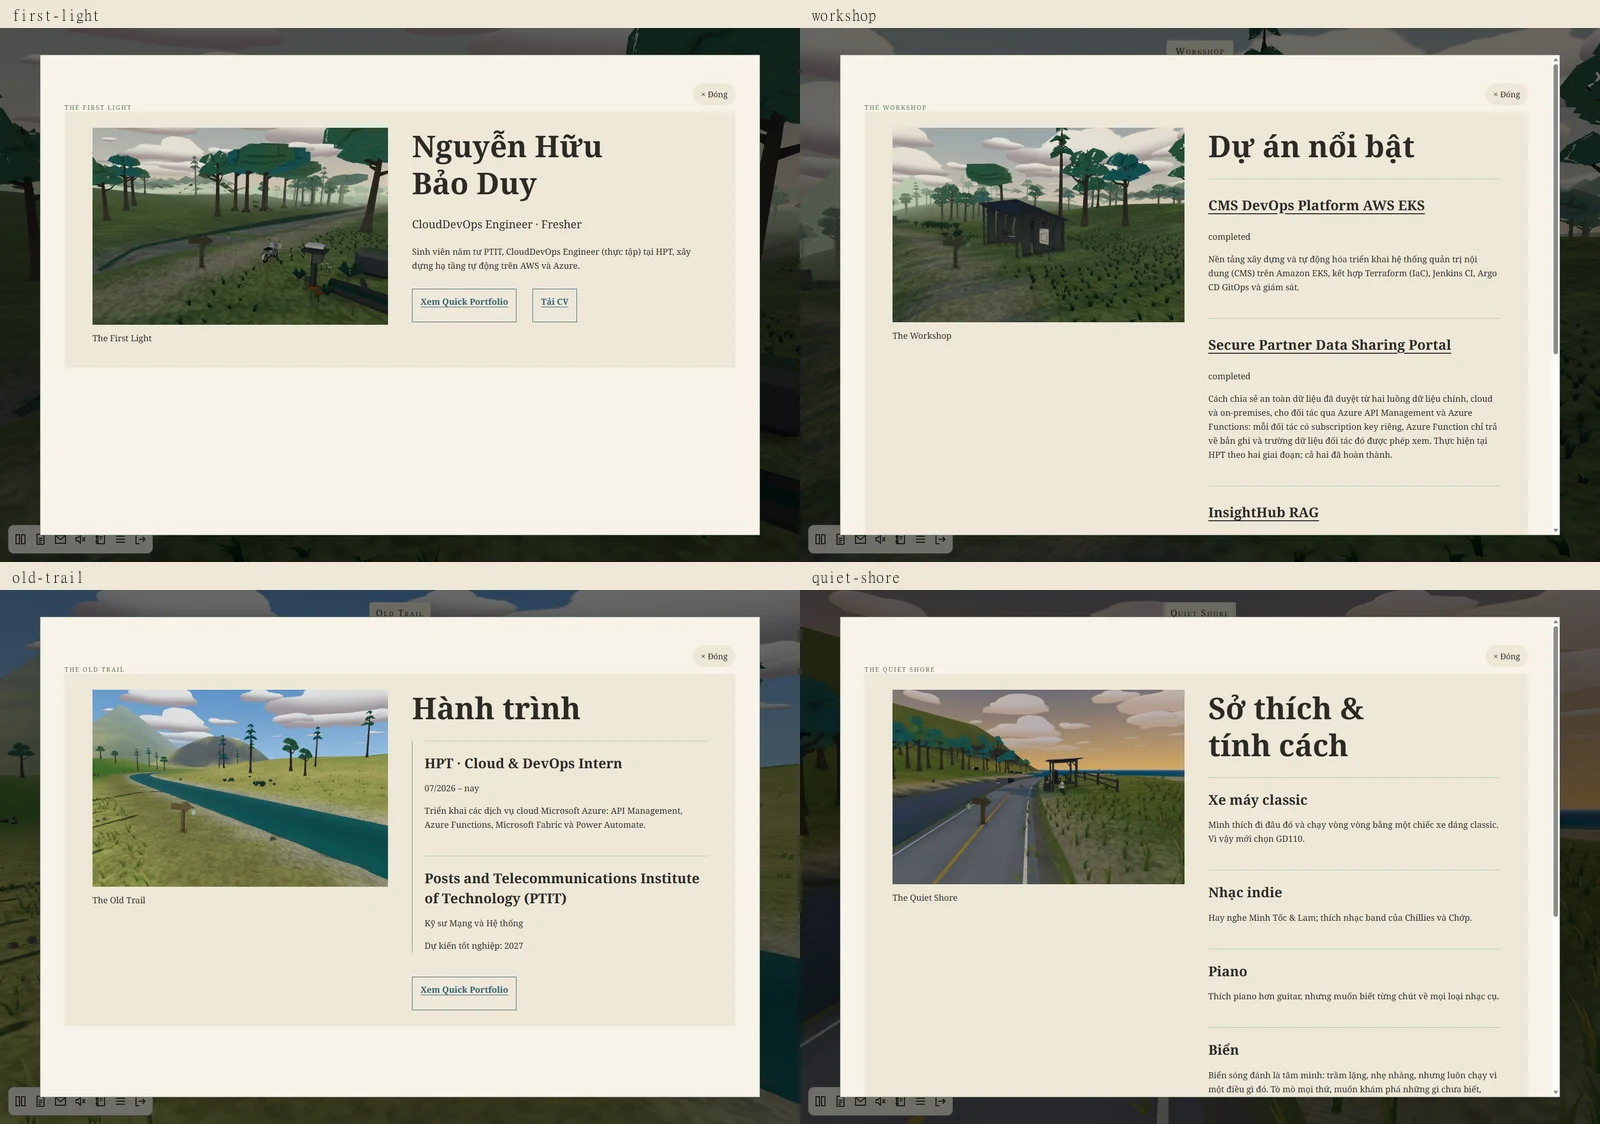 first-light
× Đóng
THE FIRST LIGHT
Nguyễn Hữu
Bảo Duy
CloudDevOps Engineer · Fresher
Sinh viên năm tư PTIT, CloudDevOps Engineer (thực tập) tại HPT, xây
dựng hạ tầng tự động trên AWS và Azure.
Xem Quick Portfolio
Tải CV
The First Light
workshop
Workshop
× Đóng
THE WORKSHOP
Dự án nổi bật
CMS DevOps Platform AWS EKS
completed
Nền tảng xây dựng và tự động hóa triển khai hệ thống quản trị nội
dung (CMS) trên Amazon EKS, kết hợp Terraform (IaC), Jenkins CI, Argo
CD GitOps và giám sát.
The Workshop
Secure Partner Data Sharing Portal
completed
Cách chia sẻ an toàn dữ liệu đã duyệt từ hai luồng dữ liệu chính, cloud
và on-premises, cho đối tác qua Azure API Management và Azure
Functions: mỗi đối tác có subscription key riêng, Azure Function chỉ trả
về bản ghi và trường dữ liệu đối tác đó được phép xem. Thực hiện tại
HPT theo hai giai đoạn; cả hai đã hoàn thành.
InsightHub RAG
old-trail
Old Trail
× Đóng
THE OLD TRAIL
Hành trình
HPT · Cloud & DevOps Intern
07/2026 – nay
Triển khai các dịch vụ cloud Microsoft Azure: API Management,
Azure Functions, Microsoft Fabric và Power Automate.
Posts and Telecommunications Institute
of Technology (PTIT)
The Old Trail
Kỹ sư Mạng và Hệ thống
Dự kiến tốt nghiệp: 2027
Xem Quick Portfolio
quiet-shore
Quiet Shore
× Đóng
THE QUIET SHORE
Sở thích &
tính cách
Xe máy classic
Mình thích đi đâu đó và chạy vòng vòng bằng một chiếc xe dáng classic.
Vì vậy mới chọn GD110.
Nhạc indie
The Quiet Shore
Hay nghe Minh Tốc & Lam; thích nhạc band của Chillies và Chớp.
Piano
Thích piano hơn guitar, nhưng muốn biết từng chút về mọi loại nhạc cụ.
Biển
Biển sóng đánh là tâm mình: trầm lặng, nhẹ nhàng, nhưng luôn chạy vì
một điều gì đó. Tò mò mọi thứ, muốn khám phá những gì chưa biết,